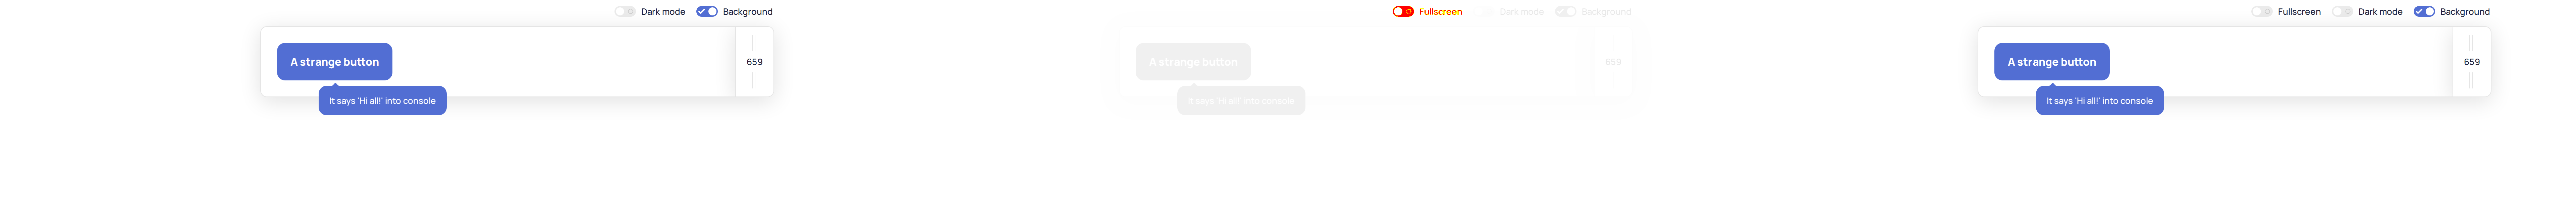 Dark mode Background
A strange button
659
It says 'Hi all!' into console
Fullscreen Dark mode Background
A strange button
659
It says 'Hi all!' into console
Fullscreen Dark mode Background
A strange button
659
It says 'Hi all!' into console